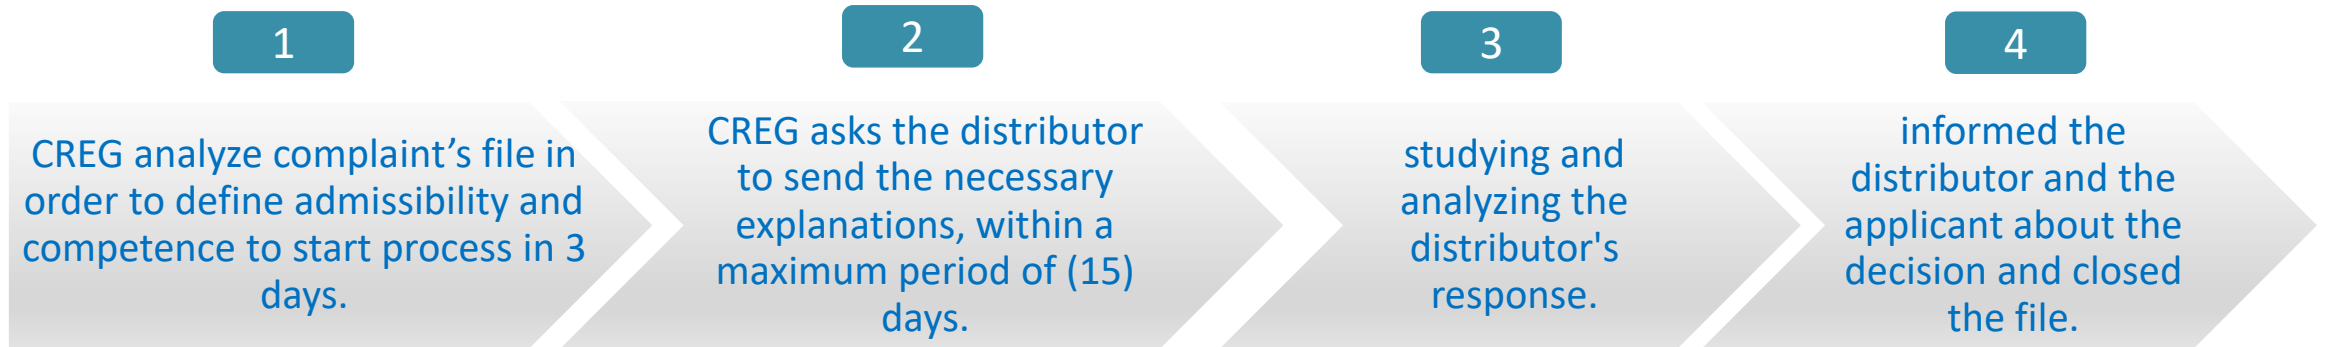 1
CREG analyze complaint's file in
order to define admissibility and
competence to start process in 3
days.
2
CREG asks the distributor
to send the necessary
explanations, within a
maximum period of (15)
days.
3
studying and
analyzing the
distributor's
response.
4
informed the
distributor and the
applicant about the
decision and closed
the file.